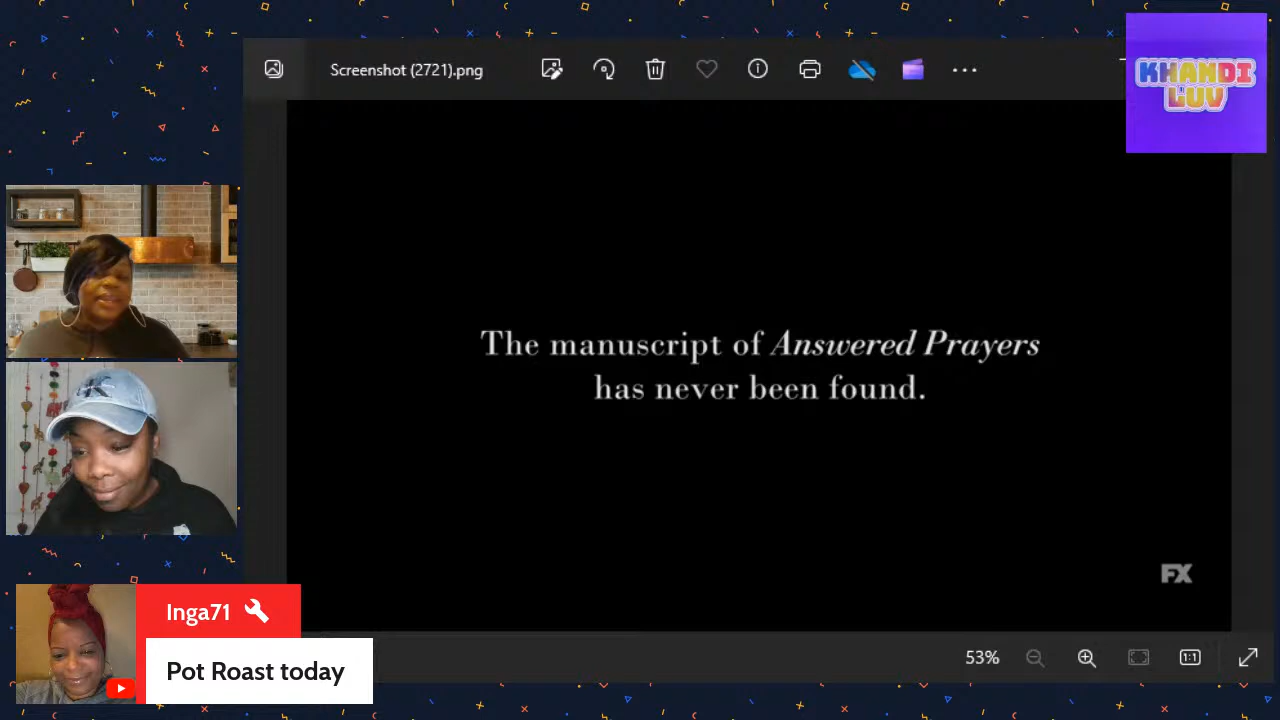 Screenshot (2721).png
KHANDI
LUV
The manuscript of Answered Prayers
has never been found.
FX
Inga71
Pot Roast today
53%
1:1